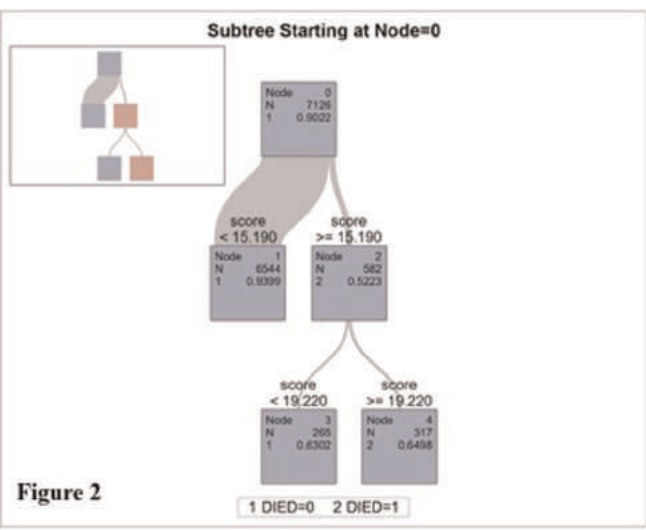 Subtree Starting at Node=0
Node 0
N 7126
1 0.9022
score
< 15.190
score
>= 15.190
Node 1
N 6544
1 0.9399
Node 2
N 582
2 0.5223
score
< 19.220
score
>= 19.220
Node 3
N 265
1 0.6302
Node 4
N 317
2 0.6498
Figure 2
1 DIED=0 2 DIED=1